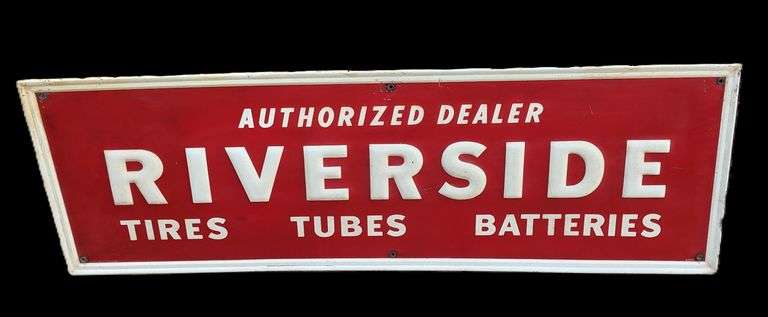 AUTHORIZED DEALER
RIVERSIDE
TIRES TUBES BATTERIES